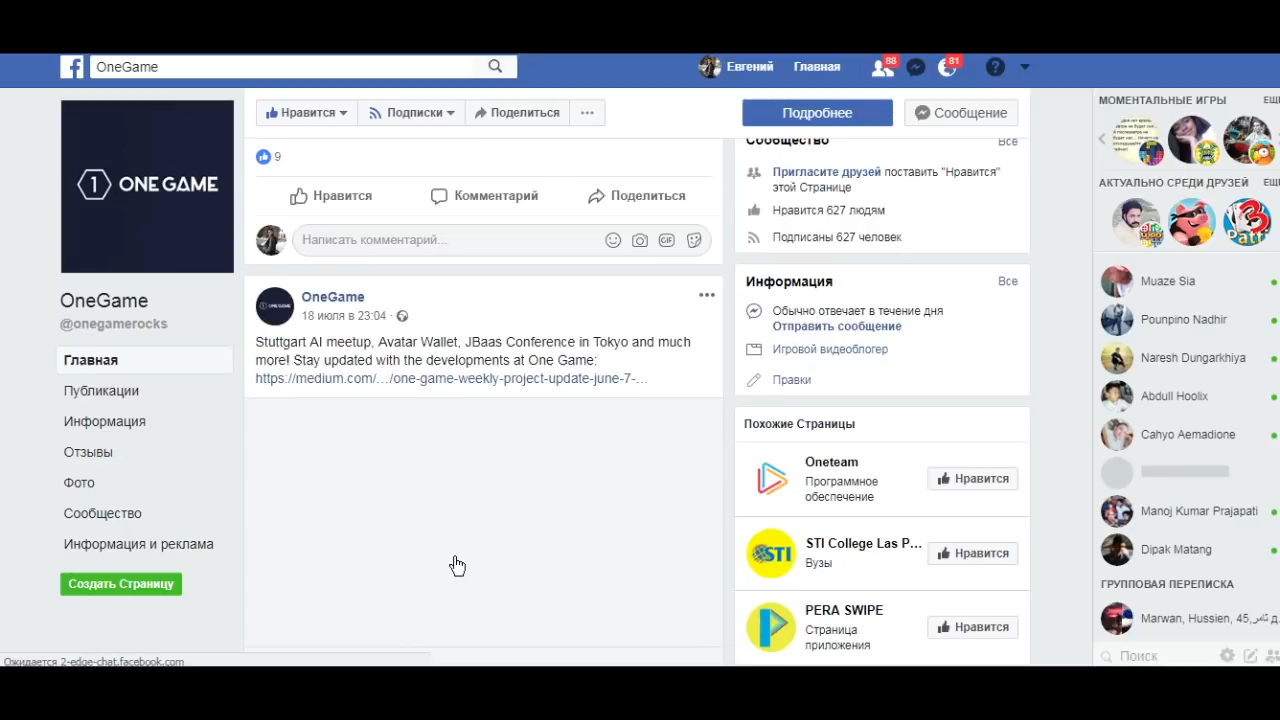 OneGame
Евгений
Главная
88
81
1 ONE GAME
OneGame
@onegamerocks
Главная
Публикации
Информация
Отзывы
Фото
Сообщество
Информация и реклама
Создать Страницу
Нравится
Подписки
Поделиться
...
Подробнее
Сообщение
9
Нравится
Комментарий
Поделиться
Написать комментарий...
GIF
OneGame
18 июля в 23:04 ·
Stuttgart AI meetup, Avatar Wallet, JBaas Conference in Tokyo and much
more! Stay updated with the developments at One Game:
https://medium.com/…/one-game-weekly-project-update-june-7-…
Сообщество
Все
Пригласите друзей поставить "Нравится"
этой Странице
Нравится 627 людям
Подписаны 627 человек
Информация
Все
Обычно отвечает в течение дня
Отправить сообщение
Игровой видеоблогер
Правки
Похожие Страницы
Oneteam
Программное
обеспечение
Нравится
STI
STI College Las P...
Вузы
Нравится
PERA SWIPE
Страница
приложения
Нравится
МОМЕНТАЛЬНЫЕ ИГРЫ
АКТУАЛЬНО СРЕДИ ДРУЗЕЙ
Muaze Sia
Pounpino Nadhir
Naresh Dungarkhiya
Abdull Hoolix
Cahyo Aemadione
Manoj Kumar Prajapati
Dipak Matang
ГРУППОВАЯ ПЕРЕПИСКА
Marwan, Hussien, 45,
Поиск
Ожидается 2-edge-chat.facebook.com